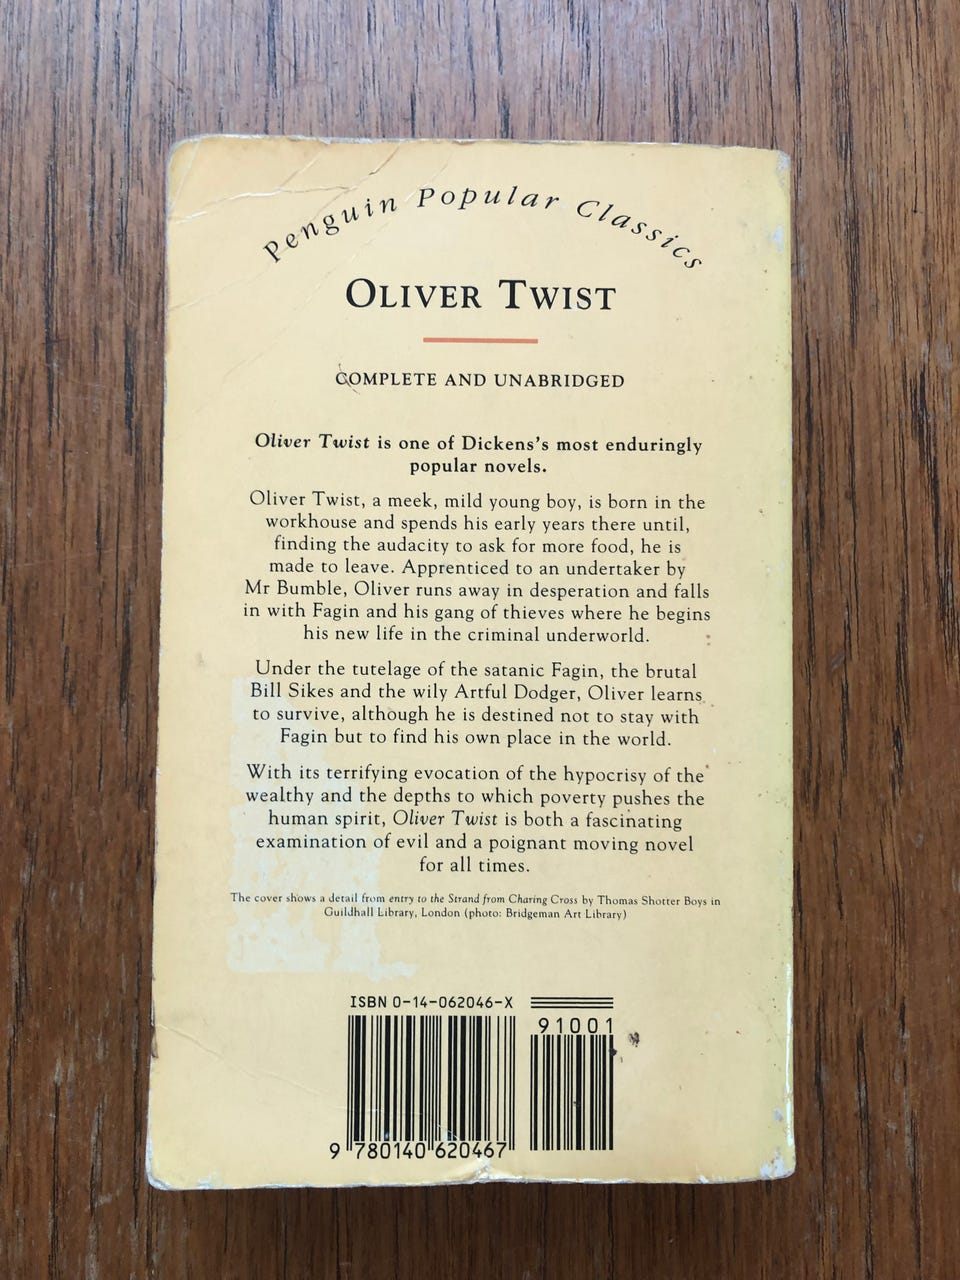 Penguin Popular Classics
OLIVER TWIST
COMPLETE AND UNABRIDGED
Oliver Twist is one of Dickens's most enduringly
popular novels.
Oliver Twist, a meek, mild young boy, is born in the
workhouse and spends his early years there until,
finding the audacity to ask for more food, he is
made to leave. Apprenticed to an undertaker by
Mr Bumble, Oliver runs away in desperation and falls
in with Fagin and his gang of thieves where he begins
his new life in the criminal underworld.
Under the tutelage of the satanic Fagin, the brutal
Bill Sikes and the wily Artful Dodger, Oliver learns
to survive, although he is destined not to stay with
Fagin but to find his own place in the world.
With its terrifying evocation of the hypocrisy of the
wealthy and the depths to which poverty pushes the
human spirit, Oliver Twist is both a fascinating
examination of evil and a poignant moving novel
for all times.
The cover shows a detail from entry to the Strand from Charing Cross by Thomas Shotter Boys in
Guildhall Library, London (photo: Bridgeman Art Library)
ISBN 0-14-062046-X
91001
9 780140 620467